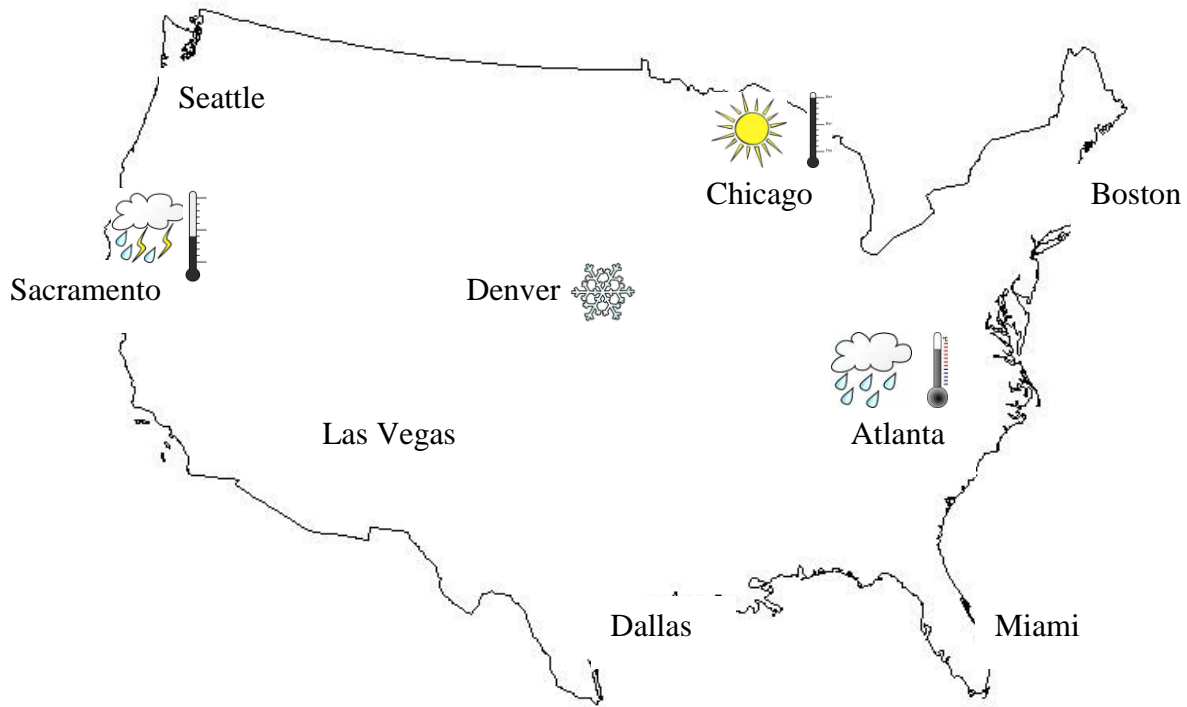 Seattle
Chicago
Boston
Sacramento
Denver
Las Vegas
Atlanta
Dallas
Miami